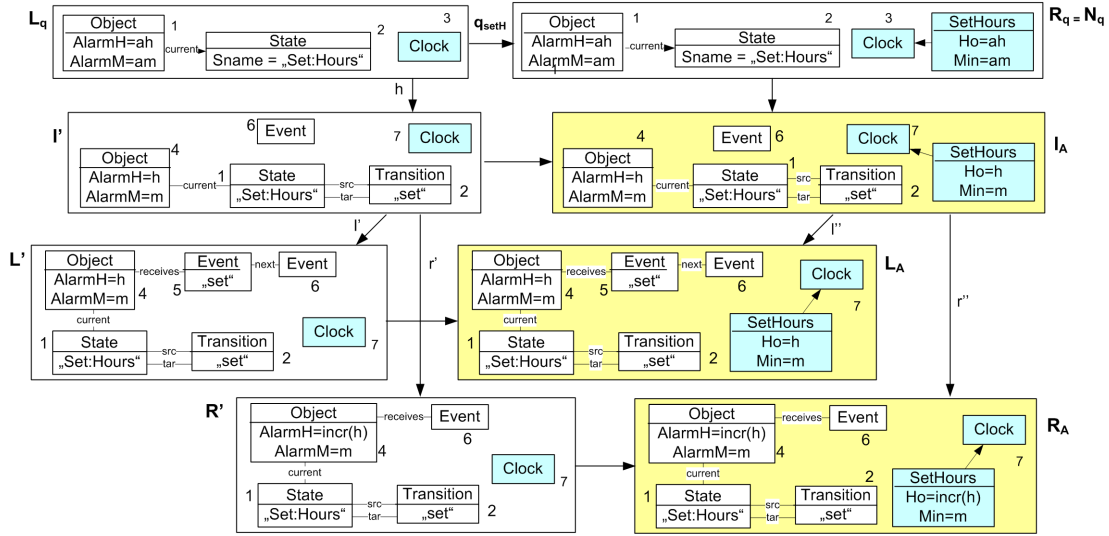 L_q
Object
AlarmH=ah
AlarmM=am
1
current
State
Sname = „Set:Hours“
2
3
Clock
q_setH
h
Object
AlarmH=ah
AlarmM=am
1
current
State
Sname = „Set:Hours“
2
3
Clock
SetHours
Ho=ah
Min=am
R_q = N_q
I’
6
Event
7
Clock
4
Object
AlarmH=h
AlarmM=m
current
1
State
„Set:Hours“
src
tar
Transition
„set“
2
I_A
4
Event
6
Clock
7
Object
AlarmH=h
AlarmM=m
current
1
State
„Set:Hours“
src
tar
Transition
„set“
2
SetHours
Ho=h
Min=m
l’
r’
l’’
r’’
L’
Object
AlarmH=h
AlarmM=m
4
receives
Event
„set“
5
next
Event
6
current
1
State
„Set:Hours“
src
tar
Transition
„set“
2
Clock
7
L_A
Object
AlarmH=h
AlarmM=m
4
receives
Event
„set“
5
next
Event
6
Clock
7
current
1
State
„Set:Hours“
src
tar
Transition
„set“
2
SetHours
Ho=h
Min=m
R’
Object
AlarmH=incr(h)
AlarmM=m
4
receives
Event
6
current
1
State
„Set:Hours“
src
tar
Transition
„set“
2
Clock
7
R_A
Object
AlarmH=incr(h)
AlarmM=m
4
receives
Event
6
Clock
7
current
1
State
„Set:Hours“
src
tar
2
Transition
„set“
SetHours
Ho=incr(h)
Min=m